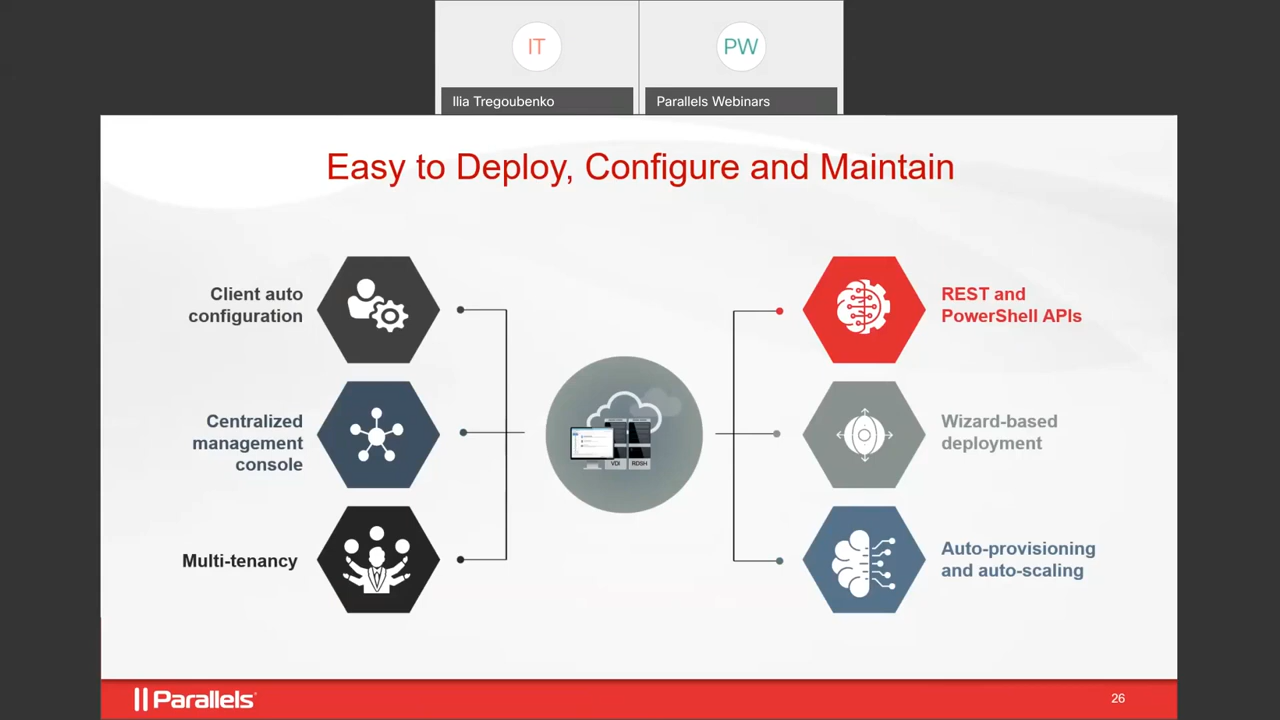 IT
PW
Ilia Tregoubenko
Parallels Webinars
Easy to Deploy, Configure and Maintain
Client auto
configuration
Centralized
management
console
Multi-tenancy
VDI
RDSH
REST and
PowerShell APIs
Wizard-based
deployment
Auto-provisioning
and auto-scaling
Parallels
26